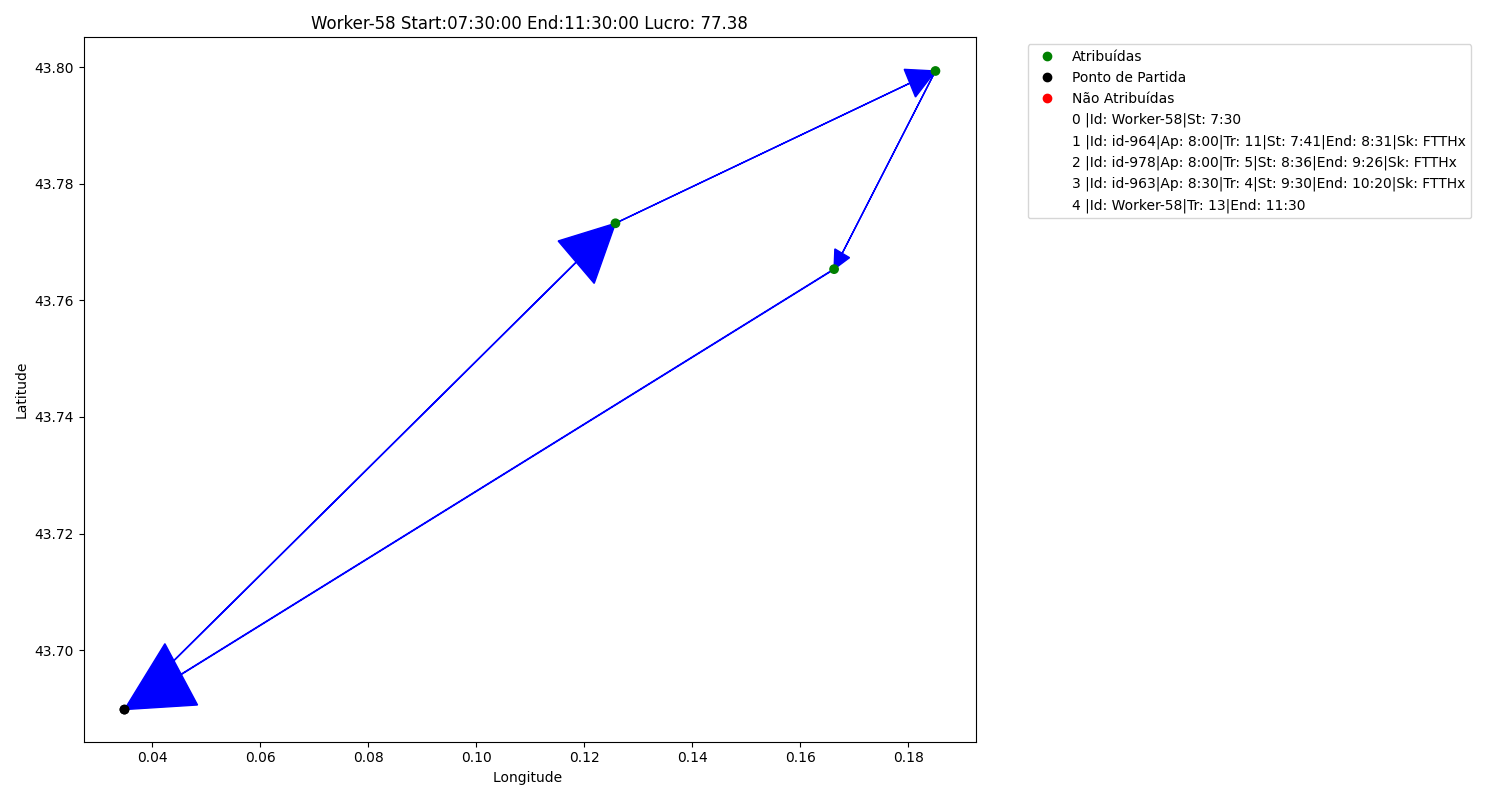 Worker-58 Start:07:30:00 End:11:30:00 Lucro: 77.38
43.80
43.78
43.76
43.74
43.72
43.70
Latitude
0.04 0.06 0.08 0.10 0.12 0.14 0.16 0.18
Longitude
Atribuídas
Ponto de Partida
Não Atribuídas
0 |Id: Worker-58|St: 7:30
1 |Id: id-964|Ap: 8:00|Tr: 11|St: 7:41|End: 8:31|Sk: FTTHx
2 |Id: id-978|Ap: 8:00|Tr: 5|St: 8:36|End: 9:26|Sk: FTTHx
3 |Id: id-963|Ap: 8:30|Tr: 4|St: 9:30|End: 10:20|Sk: FTTHx
4 |Id: Worker-58|Tr: 13|End: 11:30